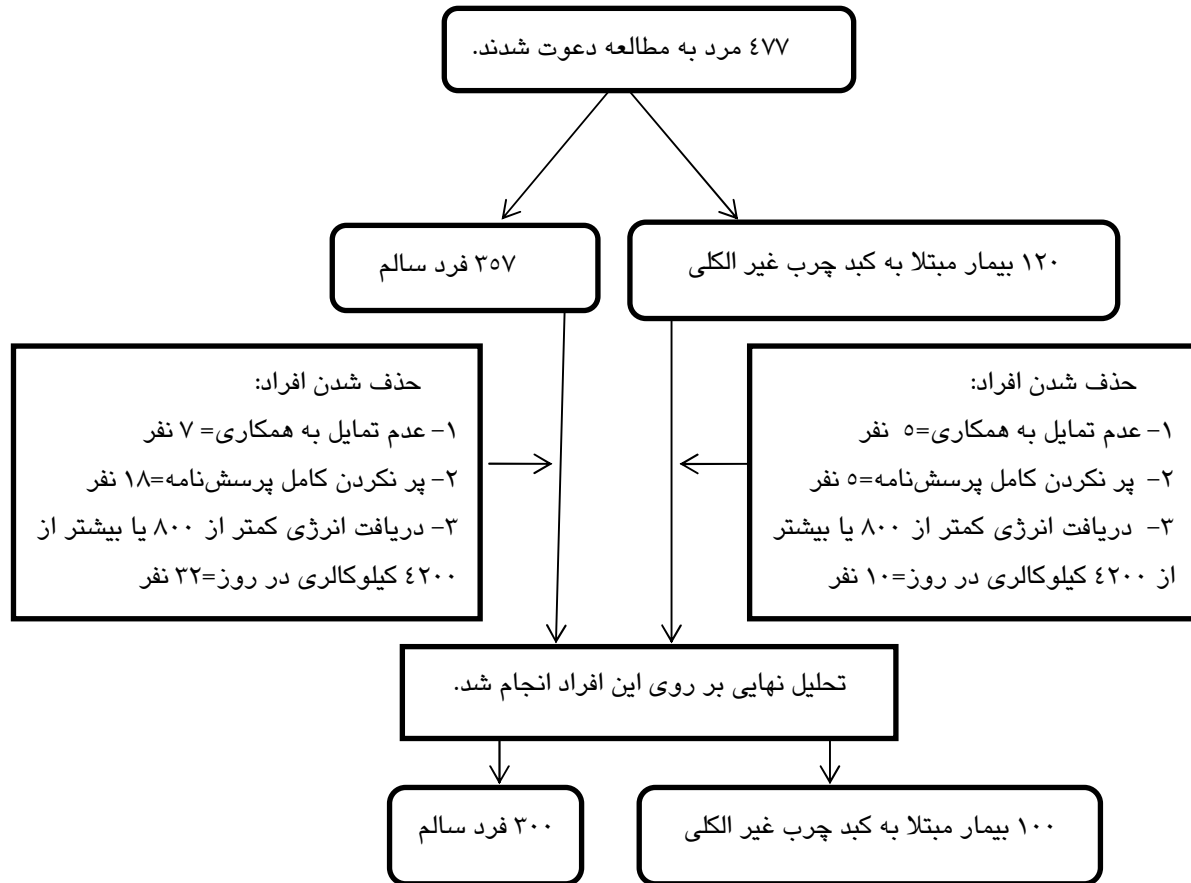 ٤٧٧ مرد به مطالعه دعوت شدند.
١٢٠ بیمار مبتلا به کبد چرب غیر الکلی
٣٥٧ فرد سالم
حذف شدن افراد:
١- عدم تمایل به همکاری=٥ نفر
٢- پر نکردن کامل پرسش‌نامه=٥ نفر
٣- دریافت انرژی کمتر از ٨٠٠ یا بیشتر
از ٤٢٠٠ کیلوکالری در روز=١٠ نفر
حذف شدن افراد:
١- عدم تمایل به همکاری= ٧ نفر
٢- پر نکردن کامل پرسش‌نامه=١٨ نفر
٣- دریافت انرژی کمتر از ٨٠٠ یا بیشتر از
٤٢٠٠ کیلوکالری در روز=٣٢ نفر
تحلیل نهایی بر روی این افراد انجام شد.
١٠٠ بیمار مبتلا به کبد چرب غیر الکلی
٣٠٠ فرد سالم